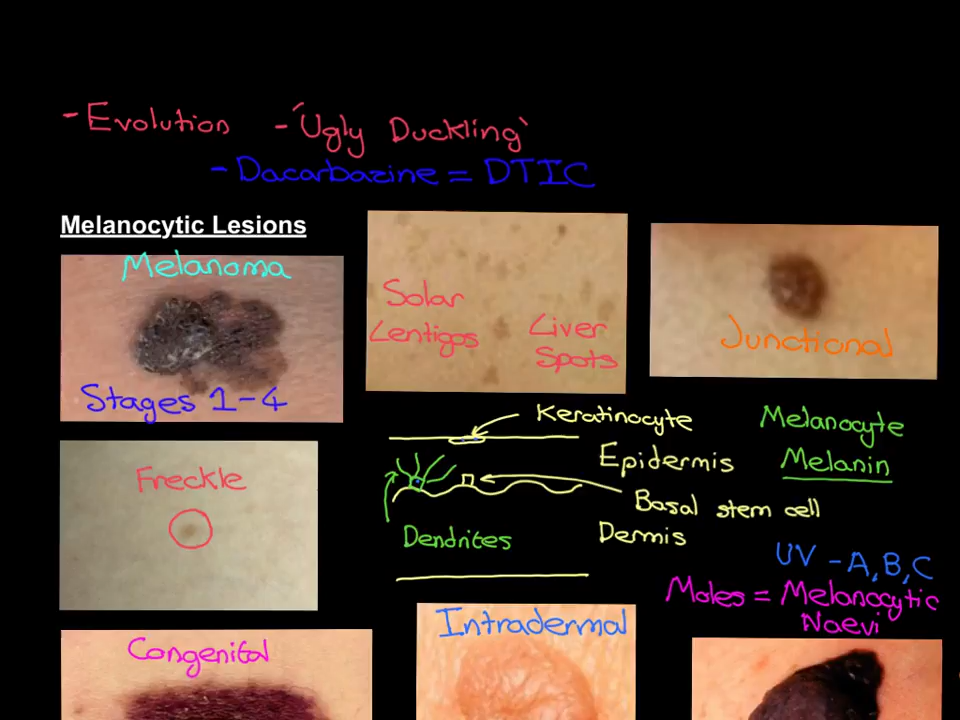 - Evolution - 'Ugly Duckling'
- Dacarbazine = DTIC
Melanocytic Lesions
Melanoma
Stages 1-4
Solar
Lentigos
Liver
Spots
Junctional
Freckle
Keratinocyte
Epidermis
Basal stem cell
Dermis
Dendrites
Melanocyte
Melanin
UV - A, B, C
Moles = Melanocytic
Naevi
Congenital
Intradermal